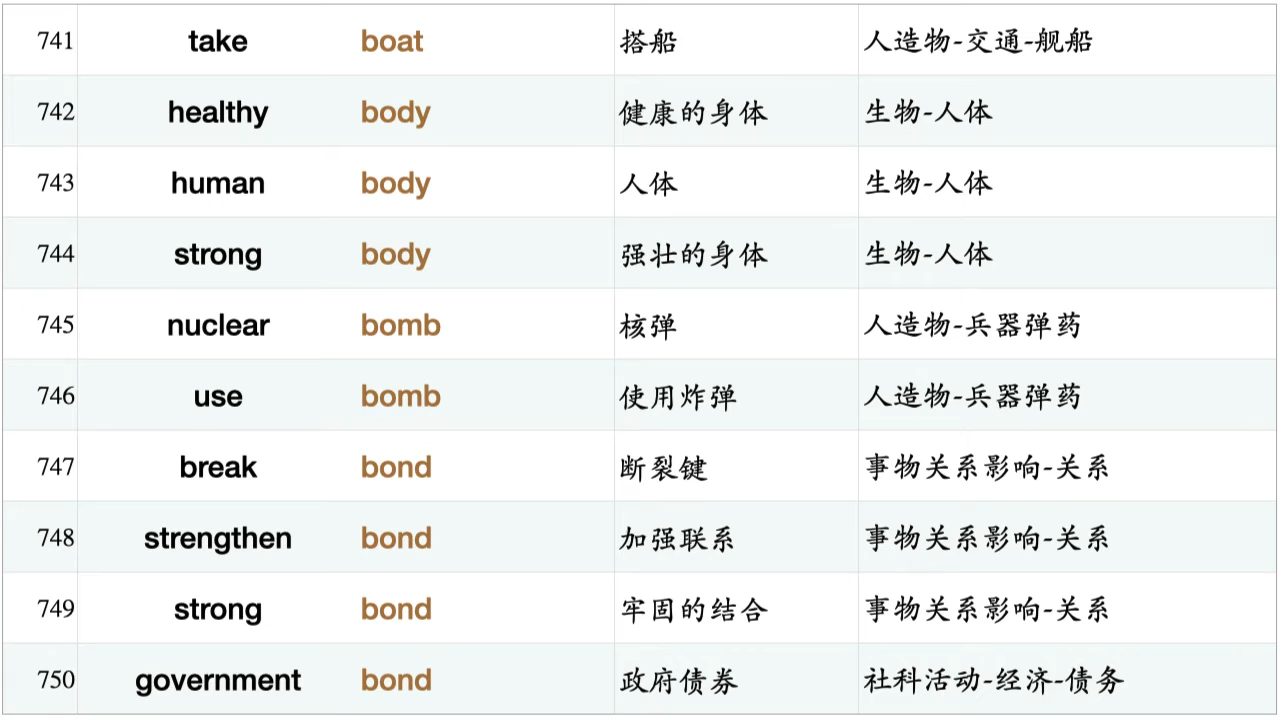 741 take boat 搭船 人造物-交通-舰船
742 healthy body 健康的身体 生物-人体
743 human body 人体 生物-人体
744 strong body 强壮的身体 生物-人体
745 nuclear bomb 核弹 人造物-兵器弹药
746 use bomb 使用炸弹 人造物-兵器弹药
747 break bond 断裂键 事物关系影响-关系
748 strengthen bond 加强联系 事物关系影响-关系
749 strong bond 牢固的结合 事物关系影响-关系
750 government bond 政府债券 社科活动-经济-债务